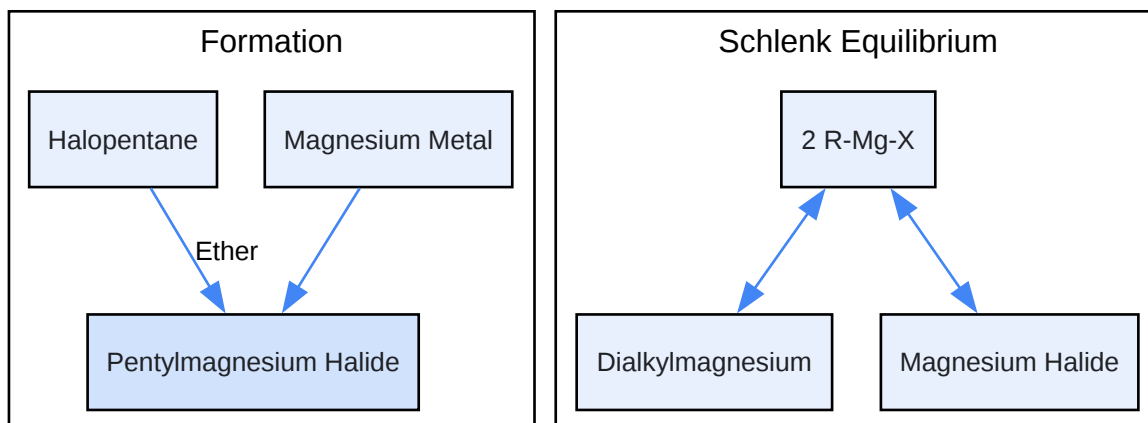 Formation
Halopentane
Magnesium Metal
Ether
Pentylmagnesium Halide
Schlenk Equilibrium
2 R-Mg-X
Dialkylmagnesium
Magnesium Halide